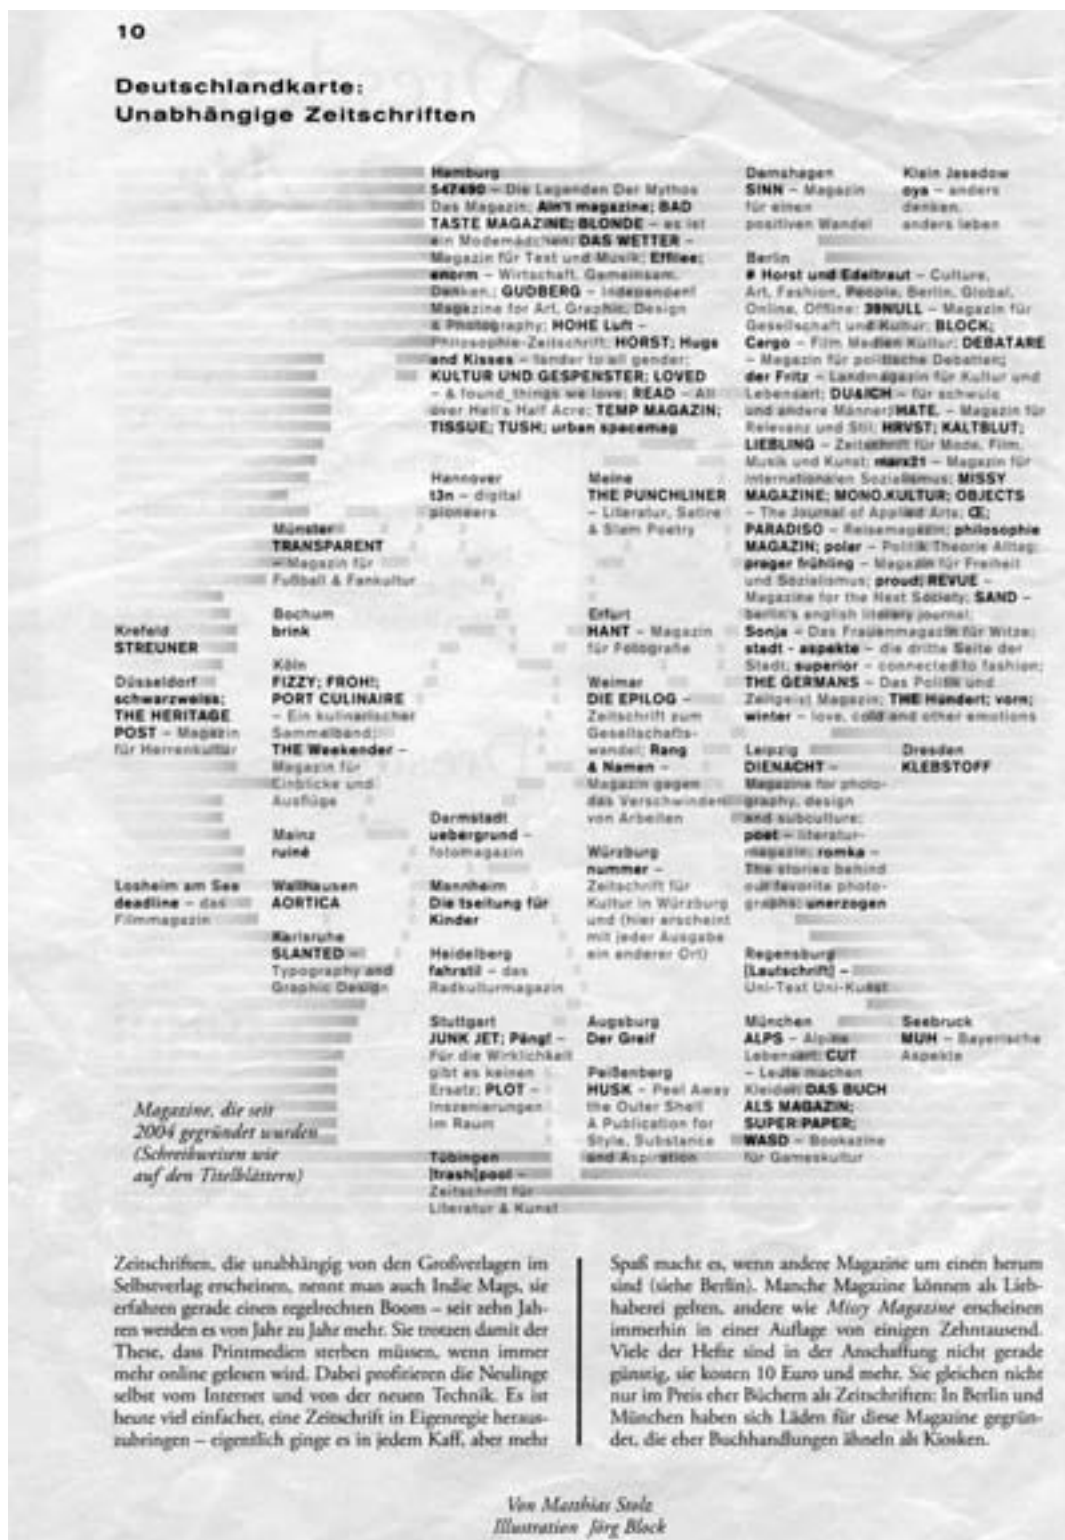 10
Deutschlandkarte:
Unabhängige Zeitschriften
Hamburg
547490 – Die Legenden Der Mythos
Das Magazin; Ain't magazine; BAD
TASTE MAGAZINE; BLONDE – es ist
ein Modemädchen; DAS WETTER –
Magazin für Text und Musik; Effilee;
enorm – Wirtschaft. Gemeinsam.
Denken.; GUDBERG – Independent
Magazine for Art, Graphic, Design
& Photography; HOHE Luft –
Philosophie-Zeitschrift; HORST; Hugs
and Kisses – tender to all gender;
KULTUR UND GESPENSTER; LOVED
– & found_things we love; READ – All
over Hell's Half Acre; TEMP MAGAZIN;
TISSUE; TUSH; urban spacemag
Damshagen
SINN – Magazin
für einen
positiven Wandel
Klein Jasedow
oya – anders
denken.
anders leben
Berlin
# Horst und Edeltraut – Culture,
Art, Fashion, People, Berlin, Global,
Online, Offline; 39NULL – Magazin für
Gesellschaft und Kultur; BLOCK;
Cargo – Film Medien Kultur; DEBATARE
– Magazin für politische Debatten;
der Fritz – Landmagazin für Kultur und
Lebensart; DU&ICH – für schwule
und andere Männer; HATE. – Magazin für
Relevanz und Stil; HRVST; KALTBLUT;
LIEBLING – Zeitschrift für Mode, Film,
Musik und Kunst; marx21 – Magazin für
internationalen Sozialismus; MISSY
MAGAZINE; MONO.KULTUR; OBJECTS
– The Journal of Applied Arts; Œ;
PARADISO – Reisemagazin; philosophie
MAGAZIN; polar – Politik Theorie Alltag;
prager frühling – Magazin für Freiheit
und Sozialismus; proud; REVUE –
Magazine for the Next Society; SAND –
berlin's english literary journal;
Sonja – Das Frauenmagazin für Witze;
stadt - aspekte – die dritte Seite der
Stadt; superior – connected to fashion;
THE GERMANS – Das Politik und
Zeitgeist Magazin; THE Hundert; vorn;
winter – love, cold and other emotions
Hannover
t3n – digital
pioneers
Meine
THE PUNCHLINER
– Literatur, Satire
& Slam Poetry
Münster
TRANSPARENT
– Magazin für
Fußball & Fankultur
Bochum
brink
Krefeld
STREUNER
Erfurt
HANT – Magazin
für Fotografie
Köln
FIZZY; FROH!;
PORT CULINAIRE
– Ein kulinarischer
Sammelband;
THE Weekender –
Magazin für
Einblicke und
Ausflüge
Düsseldorf
schwarzweiss;
THE HERITAGE
POST – Magazin
für Herrenkultur
Weimar
DIE EPILOG –
Zeitschrift zum
Gesellschafts-
wandel; Rang
& Namen –
Magazin gegen
das Verschwinden
von Arbeiten
Leipzig
DIENACHT –
Magazine for photo-
graphy, design
and subculture;
poet – literatur-
magazin; romka –
The stories behind
our favorite photo-
graphs; unerzogen
Dresden
KLEBSTOFF
Mainz
ruiné
Darmstadt
uebergrund –
fotomagazin
Würzburg
nummer –
Zeitschrift für
Kultur in Würzburg
und (hier erscheint
mit jeder Ausgabe
ein anderer Ort)
Losheim am See
deadline – das
Filmmagazin
Wallhausen
AORTICA
Mannheim
Die tseitung für
Kinder
Karlsruhe
SLANTED –
Typography and
Graphic Design
Heidelberg
fahrstil – das
Radkulturmagazin
Regensburg
[Lautschrift] –
Uni-Text Uni-Kunst
Stuttgart
JUNK JET; Päng! –
Für die Wirklichkeit
gibt es keinen
Ersatz; PLOT –
Inszenierungen
im Raum
Augsburg
Der Greif
Peißenberg
HUSK – Peel Away
the Outer Shell
A Publication for
Style, Substance
and Aspiration
München
ALPS – Alpine
Lebensart; CUT
– Leute machen
Kleider; DAS BUCH
ALS MAGAZIN;
SUPER PAPER;
WASD – Bookazine
für Gameskultur
Seebruck
MUH – Bayerische
Aspekte
Tübingen
[trash]pool –
Zeitschrift für
Literatur & Kunst
Magazine, die seit
2004 gegründet wurden
(Schreibweisen wie
auf den Titelblättern)
Zeitschriften, die unabhängig von den Großverlagen im
Selbstverlag erscheinen, nennt man auch Indie Mags, sie
erfahren gerade einen regelrechten Boom – seit zehn Jah-
ren werden es von Jahr zu Jahr mehr. Sie trotzen damit der
These, dass Printmedien sterben müssen, wenn immer
mehr online gelesen wird. Dabei profitieren die Neulinge
selbst vom Internet und von der neuen Technik. Es ist
heute viel einfacher, eine Zeitschrift in Eigenregie heraus-
zubringen – eigentlich ginge es in jedem Kaff, aber mehr
Spaß macht es, wenn andere Magazine um einen herum
sind (siehe Berlin). Manche Magazine können als Lieb-
haberei gelten, andere wie Missy Magazine erscheinen
immerhin in einer Auflage von einigen Zehntausend.
Viele der Hefte sind in der Anschaffung nicht gerade
günstig, sie kosten 10 Euro und mehr. Sie gleichen nicht
nur im Preis eher Büchern als Zeitschriften: In Berlin und
München haben sich Läden für diese Magazine gegrün-
det, die eher Buchhandlungen ähneln als Kiosken.
Von Matthias Stolz
Illustration Jörg Block